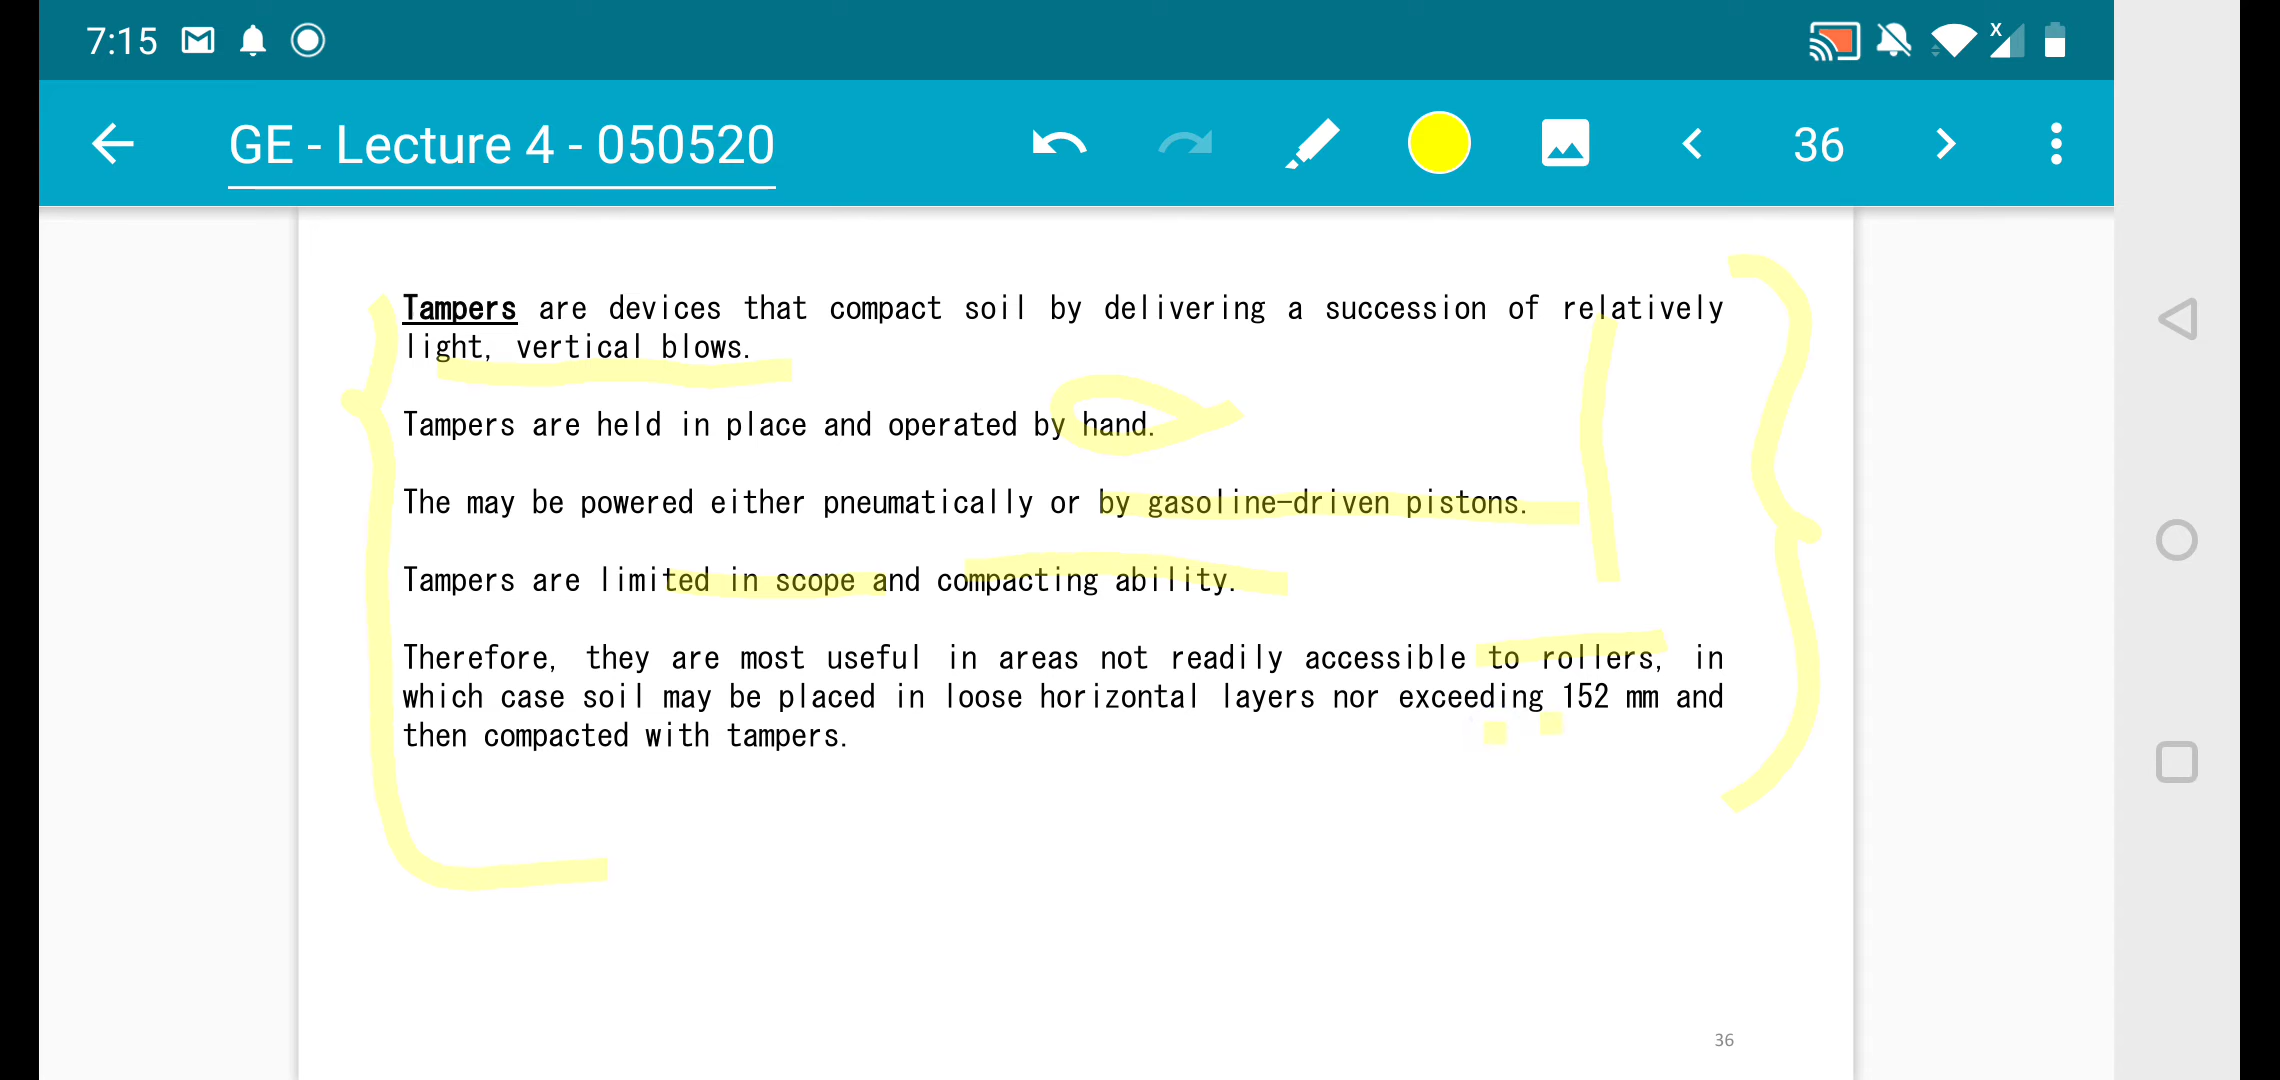 7:15
GE - Lecture 4 - 050520
36
Tampers are devices that compact soil by delivering a succession of relatively
light, vertical blows.
Tampers are held in place and operated by hand.
The may be powered either pneumatically or by gasoline-driven pistons.
Tampers are limited in scope and compacting ability.
Therefore, they are most useful in areas not readily accessible to rollers, in
which case soil may be placed in loose horizontal layers nor exceeding 152 mm and
then compacted with tampers.
36